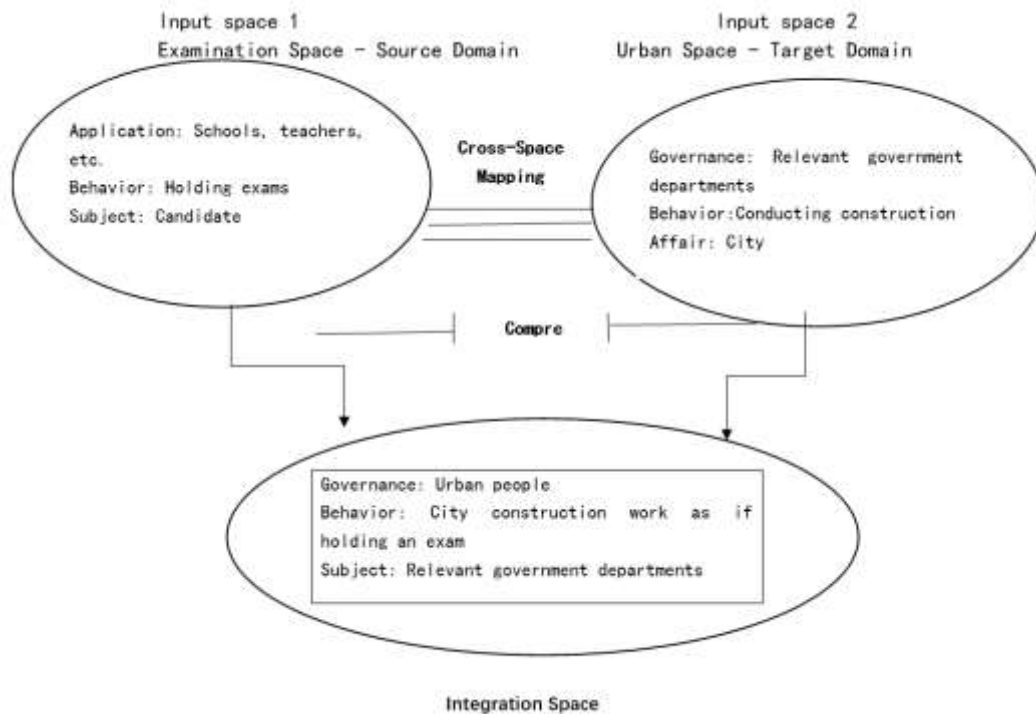 Input space 1
Examination Space - Source Domain
Input space 2
Urban Space - Target Domain
Application: Schools, teachers,
etc.
Behavior: Holding exams
Subject: Candidate
Cross-Space
Mapping
Governance: Relevant government
departments
Behavior:Conducting construction
Affair: City
Compre
Governance: Urban people
Behavior: City construction work as if
holding an exam
Subject: Relevant government departments
Integration Space